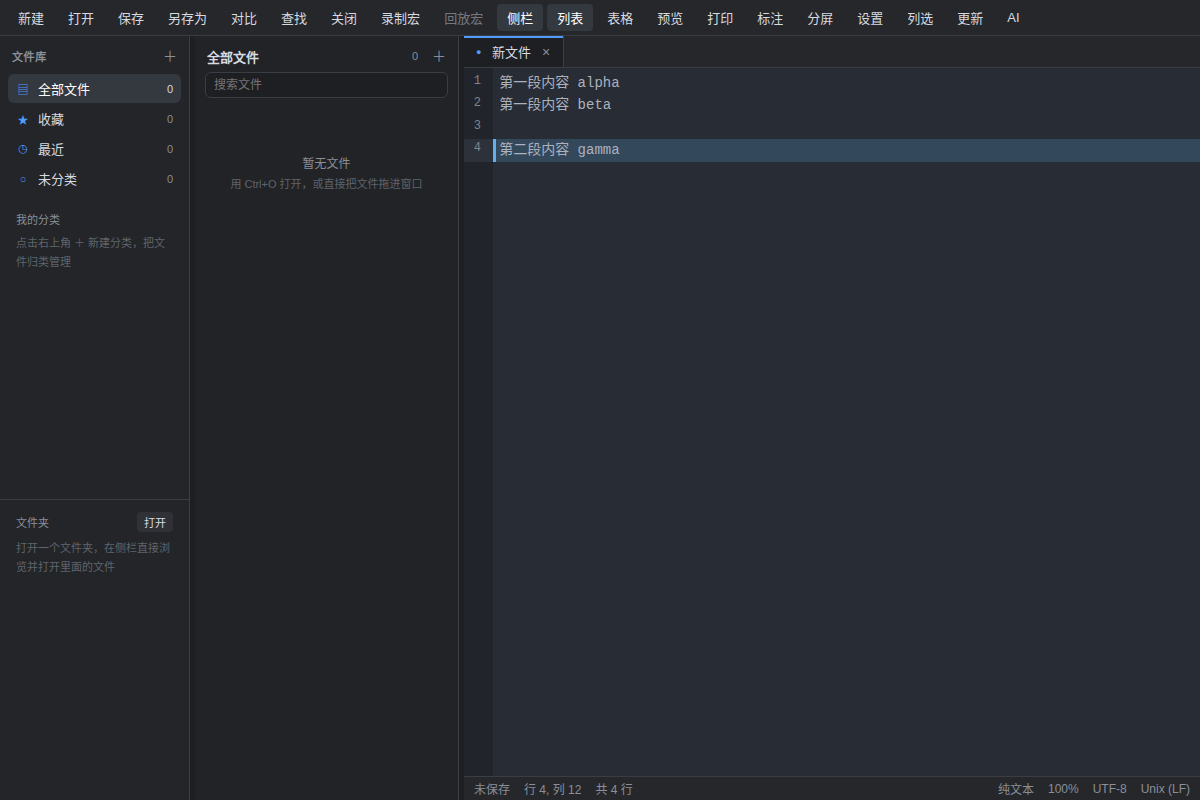 新建 打开 保存 另存为 对比 查找 关闭 录制宏 回放宏 侧栏 列表 表格 预览 打印 标注 分屏 设置 列选 更新 AI
文件库 ＋
全部文件 0
收藏 0
最近 0
未分类 0
我的分类
点击右上角 ＋ 新建分类，把文
件归类管理
文件夹 打开
打开一个文件夹，在侧栏直接浏
览并打开里面的文件
全部文件 0 ＋
搜索文件
暂无文件
用 Ctrl+O 打开，或直接把文件拖进窗口
● 新文件 ×
1 第一段内容 alpha
2 第一段内容 beta
3
4 第二段内容 gamma
未保存 行 4, 列 12 共 4 行 纯文本 100% UTF-8 Unix (LF)